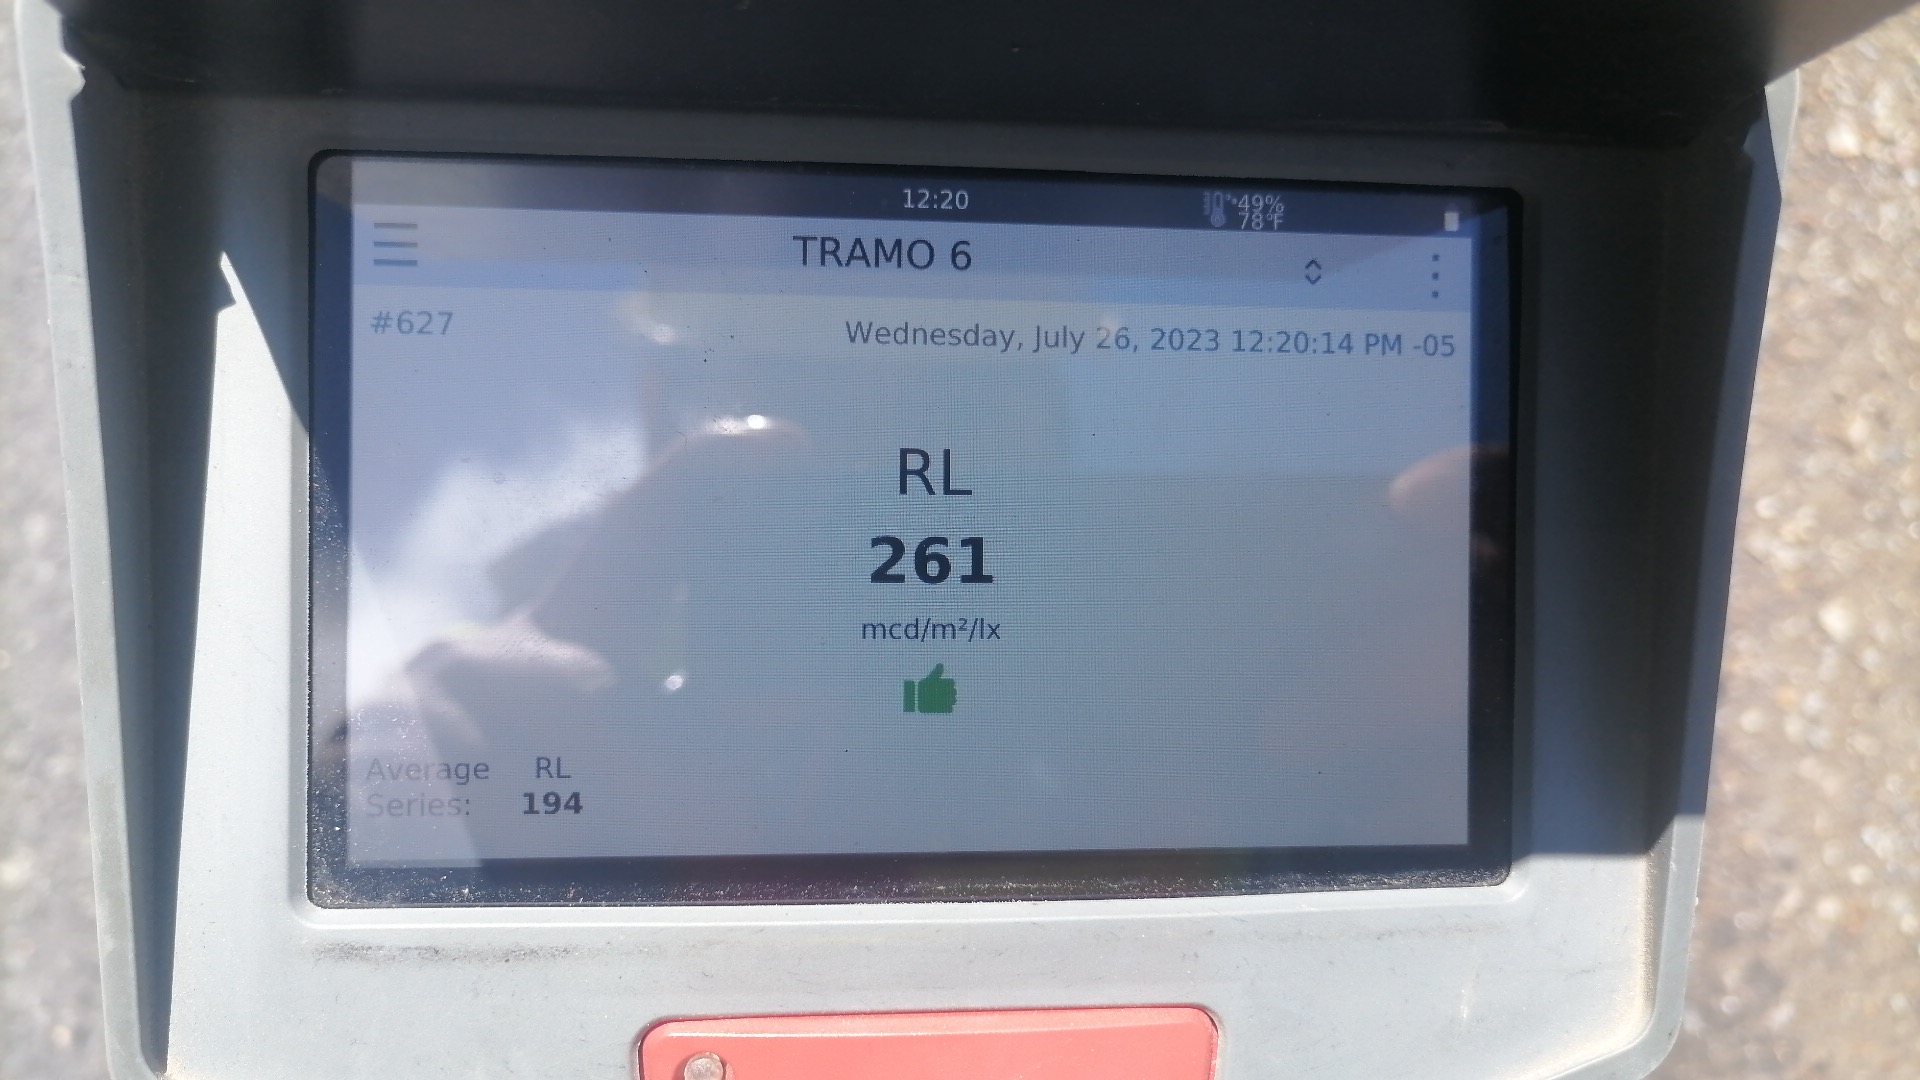 12:20
49%
78°F
TRAMO 6
#627
Wednesday, July 26, 2023 12:20:14 PM -05
RL
261
mcd/m²/lx
Average RL
Series: 194